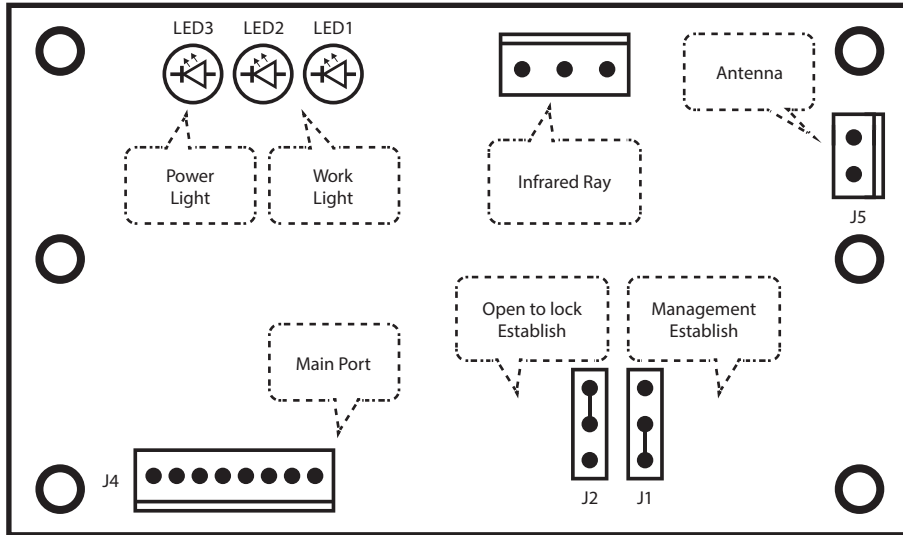 LED3
LED2
LED1
Antenna
Power
Light
Work
Light
Infrared Ray
J5
Open to lock
Establish
Management
Establish
Main Port
J4
J2
J1